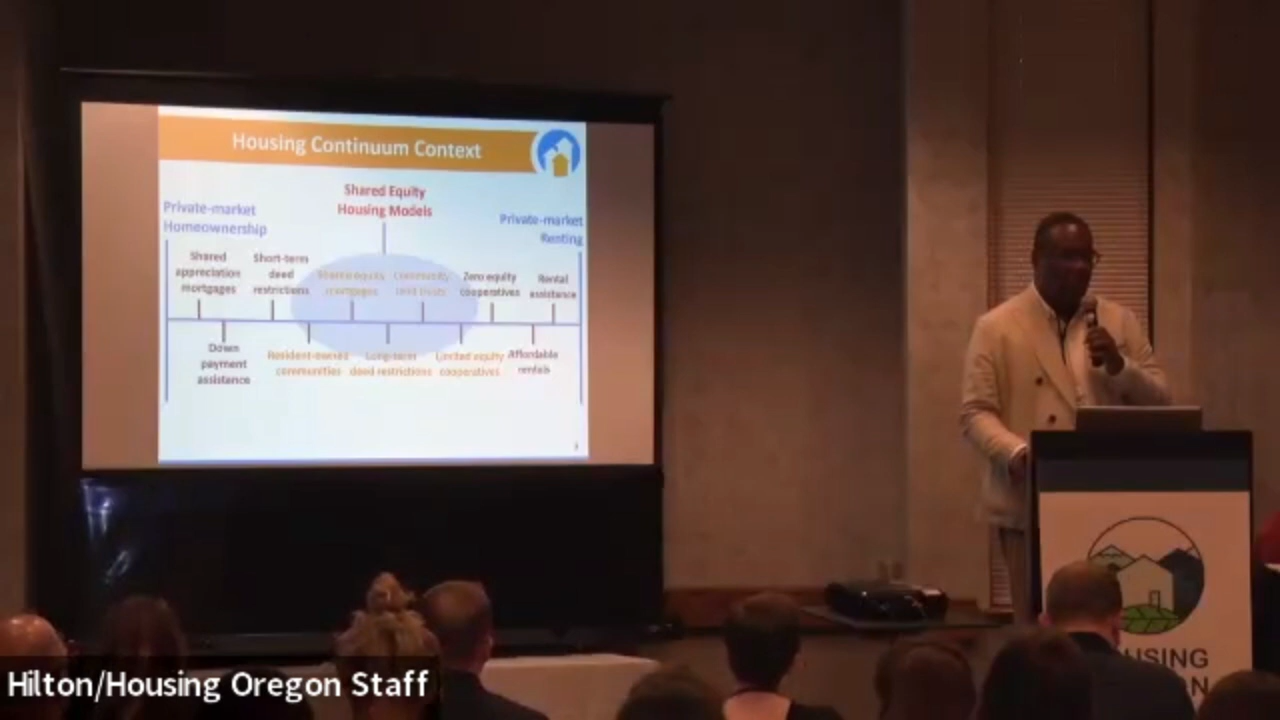 Housing Continuum Context
Shared Equity
Housing Models
Private-market
Homeownership
Private-market
Renting
Shared
appreciation
mortgages
Short-term
deed
restrictions
Shared equity
mortgages
Community
land trusts
Zero equity
cooperatives
Rental
assistance
Down
payment
assistance
Resident-owned
communities
Long-term
deed restrictions
Limited equity
cooperatives
Affordable
rentals
USING
ON
Hilton/Housing Oregon Staff